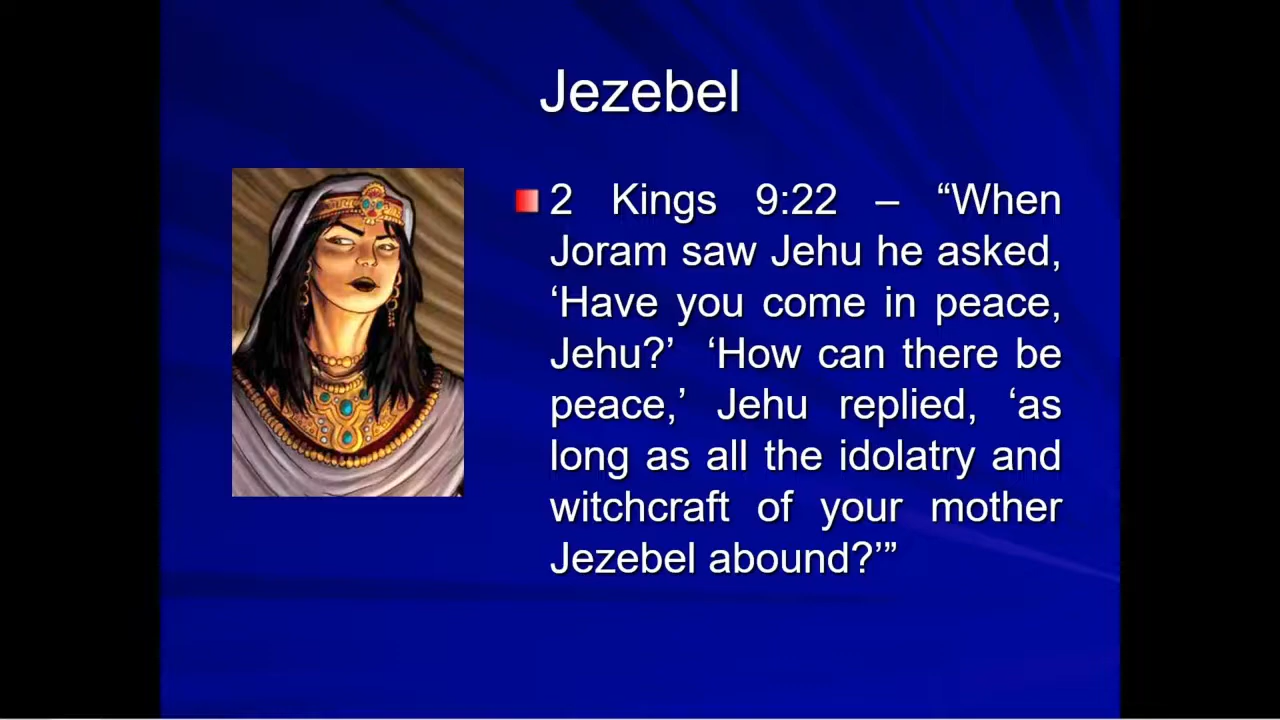 Jezebel
2 Kings 9:22 – “When
Joram saw Jehu he asked,
‘Have you come in peace,
Jehu?’ ‘How can there be
peace,’ Jehu replied, ‘as
long as all the idolatry and
witchcraft of your mother
Jezebel abound?’”